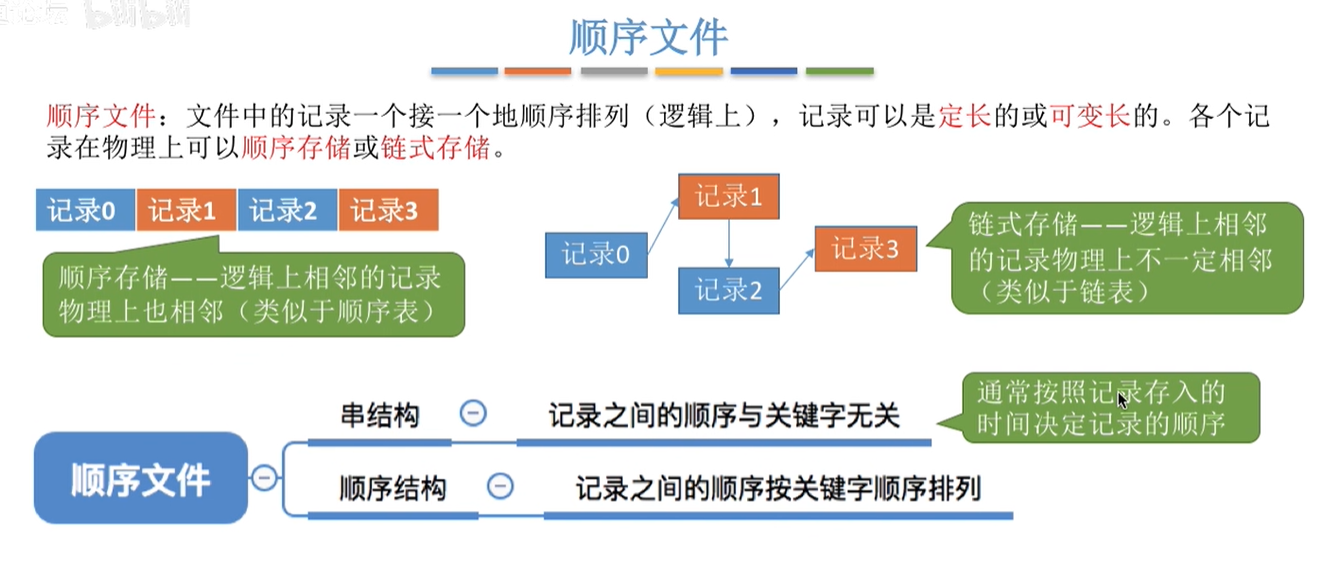 bilibili
顺序文件
顺序文件：文件中的记录一个接一个地顺序排列（逻辑上），记录可以是定长的或可变长的。各个记
录在物理上可以顺序存储或链式存储。
记录0 记录1 记录2 记录3
顺序存储——逻辑上相邻的记录
物理上也相邻（类似于顺序表）
记录0
记录1
记录2
记录3
链式存储——逻辑上相邻
的记录物理上不一定相邻
（类似于链表）
顺序文件
串结构
记录之间的顺序与关键字无关
通常按照记录存入的
时间决定记录的顺序
顺序结构
记录之间的顺序按关键字顺序排列